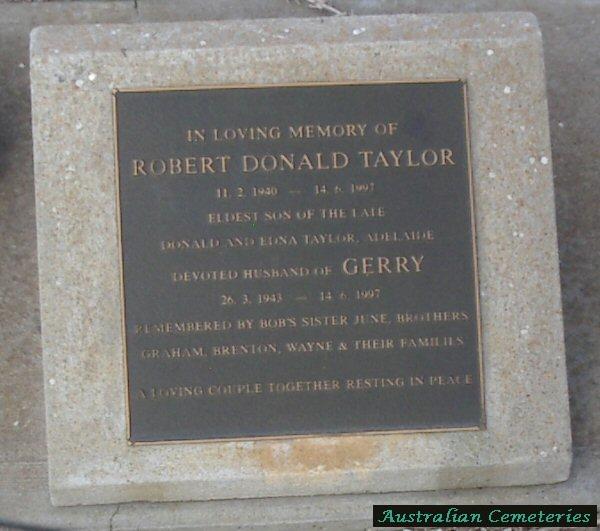 IN LOVING MEMORY OF
ROBERT DONALD TAYLOR
11. 2. 1940 — 14. 6. 1997
ELDEST SON OF THE LATE
DONALD AND EDNA TAYLOR, ADELAIDE
DEVOTED HUSBAND OF GERRY
26. 3. 1943 — 14. 6. 1997
REMEMBERED BY BOB'S SISTER JUNE, BROTHERS
GRAHAM, BRENTON, WAYNE & THEIR FAMILIES
A LOVING COUPLE TOGETHER RESTING IN PEACE
Australian Cemeteries